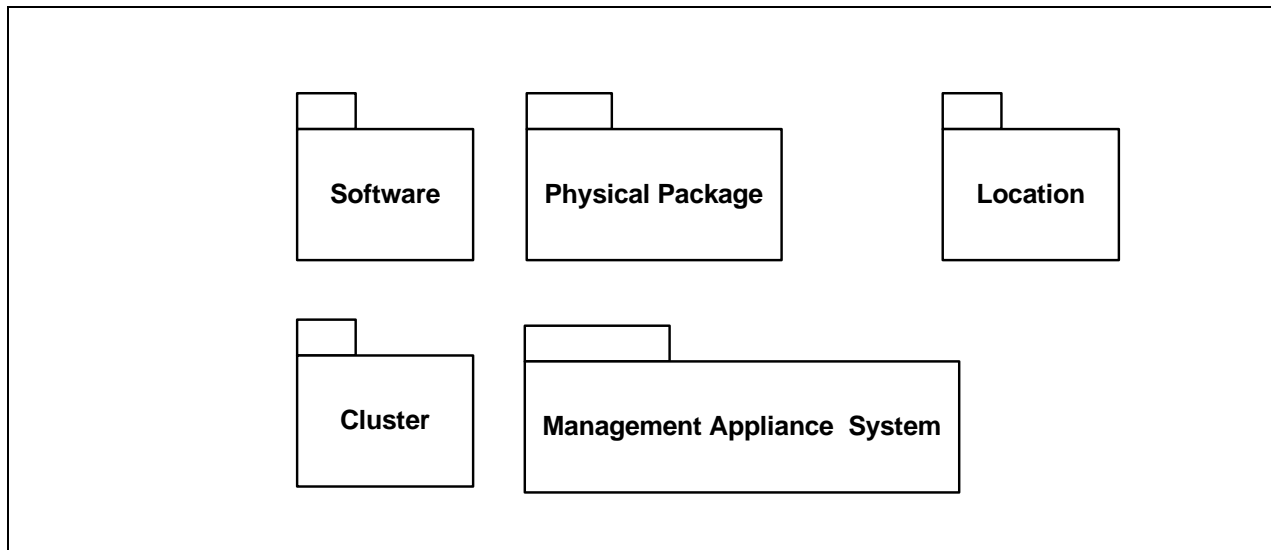 Software
Physical Package
Location
Cluster
Management Appliance  System